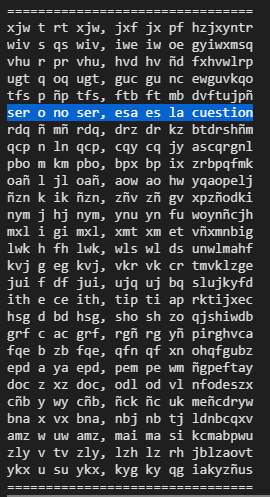 ================================
xjw t rt xjw, jxf jx pf hzjxyntr
wiv s qs wiv, iwe iw oe gyiwxmsq
vhu r pr vhu, hvd hv ñd fxhvwlrp
ugt q oq ugt, guc gu nc ewguvkqo
tfs p ñp tfs, ftb ft mb dvftujpñ
ser o no ser, esa es la cuestion
rdq ñ mñ rdq, drz dr kz btdrshñm
qcp n ln qcp, cqy cq jy ascqrgnl
pbo m km pbo, bpx bp ix zrbpqfmk
oañ l jl oañ, aow ao hw yqaopelj
ñzn k ik ñzn, zñv zñ gv xpzñodki
nym j hj nym, ynu yn fu woynñcjh
mxl i gi mxl, xmt xm et vñxmnbig
lwk h fh lwk, wls wl ds unwlmahf
kvj g eg kvj, vkr vk cr tmvklzge
jui f df jui, ujq uj bq slujkyfd
ith e ce ith, tip ti ap rktijxec
hsg d bd hsg, sho sh zo qjshiwdb
grf c ac grf, rgñ rg yñ pirghvca
fqe b zb fqe, qfn qf xn ohqfgubz
epd a ya epd, pem pe wm ñgpeftay
doc z xz doc, odl od vl nfodeszx
cñb y wy cñb, ñck ñc uk meñcdryw
bna x vx bna, nbj nb tj ldnbcqxv
amz w uw amz, mai ma si kcmabpwu
zly v tv zly, lzh lz rh jblzaovt
ykx u su ykx, kyg ky qg iakyzñus
================================